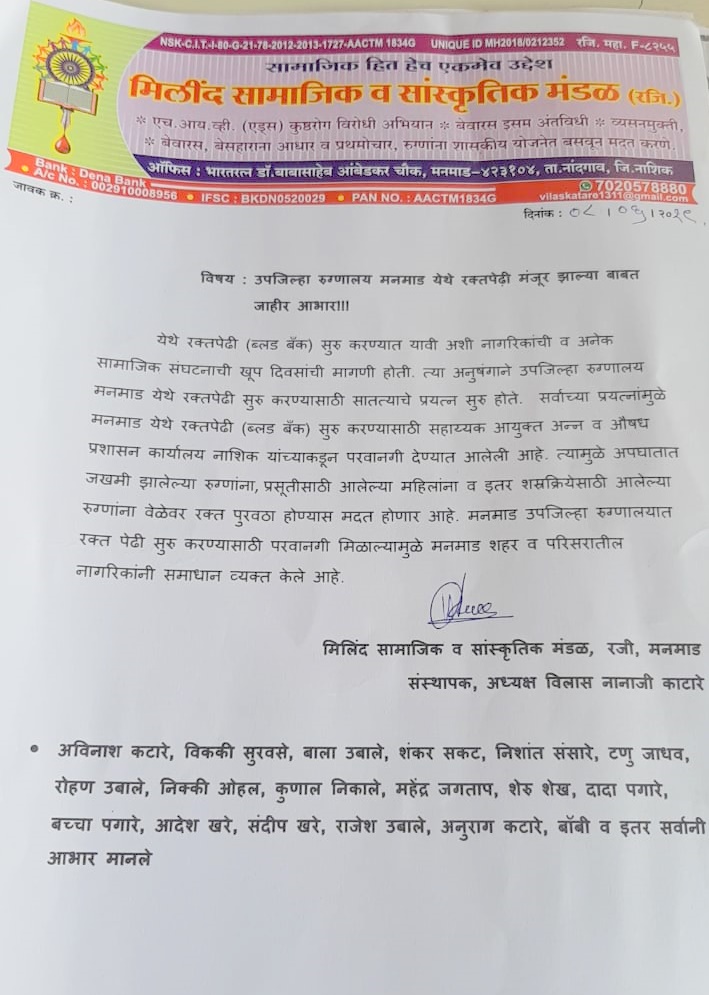 NSK-C.I.T.-I-80-G-21-78-2012-2013-1727-AACTM 1834G UNIQUE ID MH2018/0212352 रजि. महा. F-८२५५
सामाजिक हित हेच एकमेव उद्देश
मिलींद सामाजिक व सांस्कृतिक मंडळ (रजि.)
* एच.आय.व्ही. (एड्स) कुष्ठरोग विरोधी अभियान * बेवारस इसम अंतविधी * व्यसनमुक्ती,
* बेवारस, बेसहाराना आधार व प्रथमोचार, रुग्णांना शासकीय योजनेत बसवून मदत करणे.
ऑफिस : भारतरत्न डॉ.बाबासाहेब आंबेडकर चौक, मनमाड-४२३१०४, ता.नांदगाव, जि.नाशिक
Bank : Dena Bank
A/c No. : 002910008956 • IFSC : BKDN0520029 • PAN NO. : AACTM1834G
7020578880
vilaskatare1311@gmail.com
जावक क्र. :
दिनांक :
विषय : उपजिल्हा रुग्णालय मनमाड येथे रक्तपेढी मंजूर झाल्या बाबत
जाहीर आभार!!!
येथे रक्तपेढी (ब्लड बँक) सुरु करण्यात यावी अशी नागरिकांची व अनेक
सामाजिक संघटनाची खूप दिवसांची मागणी होती. त्या अनुषंगाने उपजिल्हा रुग्णालय
मनमाड येथे रक्तपेढी सुरु करण्यासाठी सातत्याचे प्रयत्न सुरु होते. सर्वाच्या प्रयत्नांमुळे
मनमाड येथे रक्तपेढी (ब्लड बँक) सुरु करण्यासाठी सहाय्यक आयुक्त अन्न व औषध
प्रशासन कार्यालय नाशिक यांच्याकडून परवानगी देण्यात आलेली आहे. त्यामुळे अपघातात
जखमी झालेल्या रुग्णांना, प्रसूतीसाठी आलेल्या महिलांना व इतर शस्रक्रियेसाठी आलेल्या
रुग्णांना वेळेवर रक्त पुरवठा होण्यास मदत होणार आहे. मनमाड उपजिल्हा रुग्णालयात
रक्त पेढी सुरु करण्यासाठी परवानगी मिळाल्यामुळे मनमाड शहर व परिसरातील
नागरिकांनी समाधान व्यक्त केले आहे.
मिलिंद सामाजिक व सांस्कृतिक मंडळ, रजी, मनमाड
संस्थापक, अध्यक्ष विलास नानाजी काटारे
• अविनाश कटारे, विककी सुरवसे, बाला उबाले, शंकर सकट, निशांत संसारे, टणु जाधव,
रोहण उबाले, निक्की ओहल, कुणाल निकाले, महेंद्र जगताप, शेरु शेख, दादा पगारे,
बच्चा पगारे, आदेश खरे, संदीप खरे, राजेश उबाले, अनुराग कटारे, बॉबी व इतर सर्वानी
आभार मानले